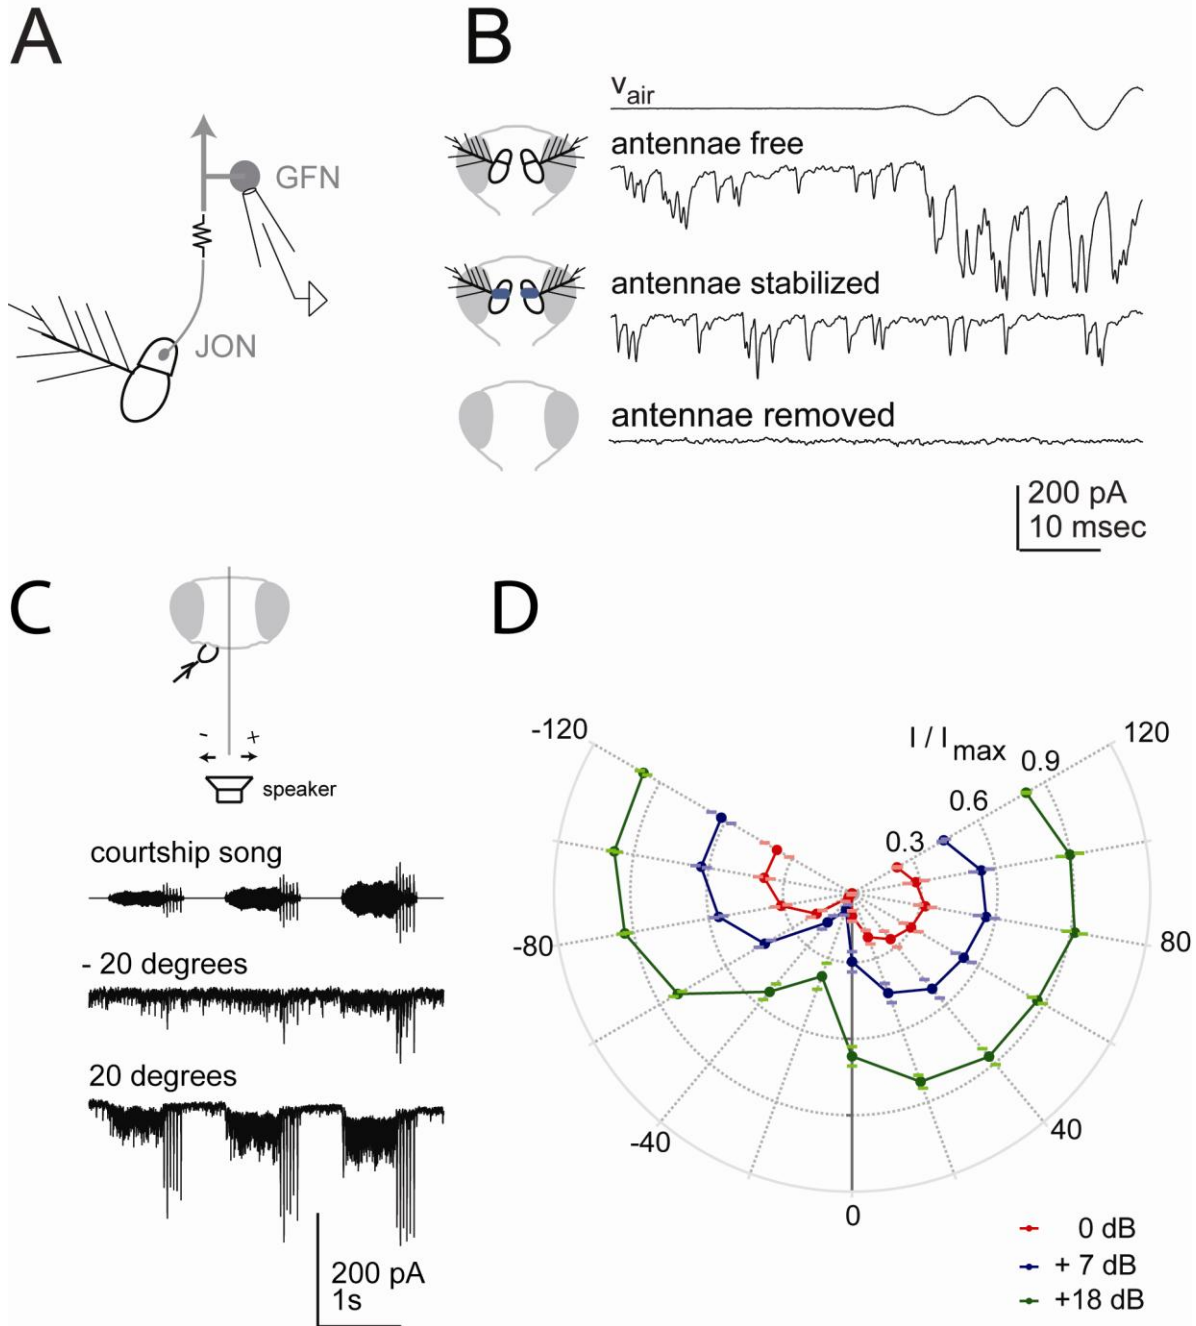 A
GFN
JON
B
v air
antennae free
antennae stabilized
antennae removed
200 pA
10 msec
C
- +
speaker
courtship song
- 20 degrees
20 degrees
200 pA
1s
D
-120
I / I max
120
0.9
0.6
0.3
-80
80
-40
40
0
0 dB
+ 7 dB
+18 dB